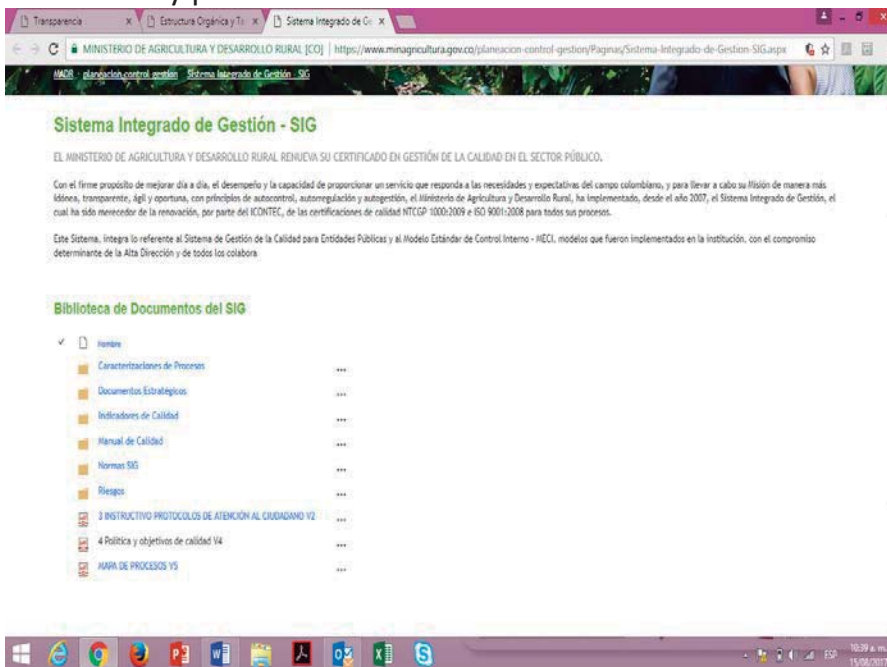 Transparencia
Estructura Orgánica y Ta
Sistema Integrado de Ge
MINISTERIO DE AGRICULTURA Y DESARROLLO RURAL [CO] https://www.minagricultura.gov.co/planeacion-control-gestion/Paginas/Sistema-Integrado-de-Gestion-SIG.aspx
MADR planeacion control gestion Sistema Integrado de Gestión - SIG
Sistema Integrado de Gestión - SIG
EL MINISTERIO DE AGRICULTURA Y DESARROLLO RURAL RENUEVA SU CERTIFICADO EN GESTIÓN DE LA CALIDAD EN EL SECTOR PÚBLICO.
Con el firme propósito de mejorar día a día, el desempeño y la capacidad de proporcionar un servicio que responda a las necesidades y expectativas del campo colombiano, y para llevar a cabo su Misión de manera más
idónea, transparente, ágil y oportuna, con principios de autocontrol, autorregulación y autogestión, el Ministerio de Agricultura y Desarrollo Rural, ha implementado, desde el año 2007, el Sistema Integrado de Gestión, el
cual ha sido merecedor de la renovación, por parte del ICONTEC, de las certificaciones de calidad NTCGP 1000:2009 e ISO 9001:2008 para todos sus procesos.
Este Sistema, integra lo referente al Sistema de Gestión de la Calidad para Entidades Públicas y al Modelo Estándar de Control Interno - MECI, modelos que fueron implementados en la institución, con el compromiso
determinante de la Alta Dirección y de todos los colabora
Biblioteca de Documentos del SIG
Nombre
Caracterizaciones de Procesos ...
Documentos Estratégicos ...
Indicadores de Calidad ...
Manual de Calidad ...
Normas SIG ...
Riesgos ...
3 INSTRUCTIVO PROTOCOLOS DE ATENCIÓN AL CIUDADANO V2 ...
4 Política y objetivos de calidad V4 ...
MAPA DE PROCESOS V5 ...
ESP
10:39 a. m.
15/08/2017